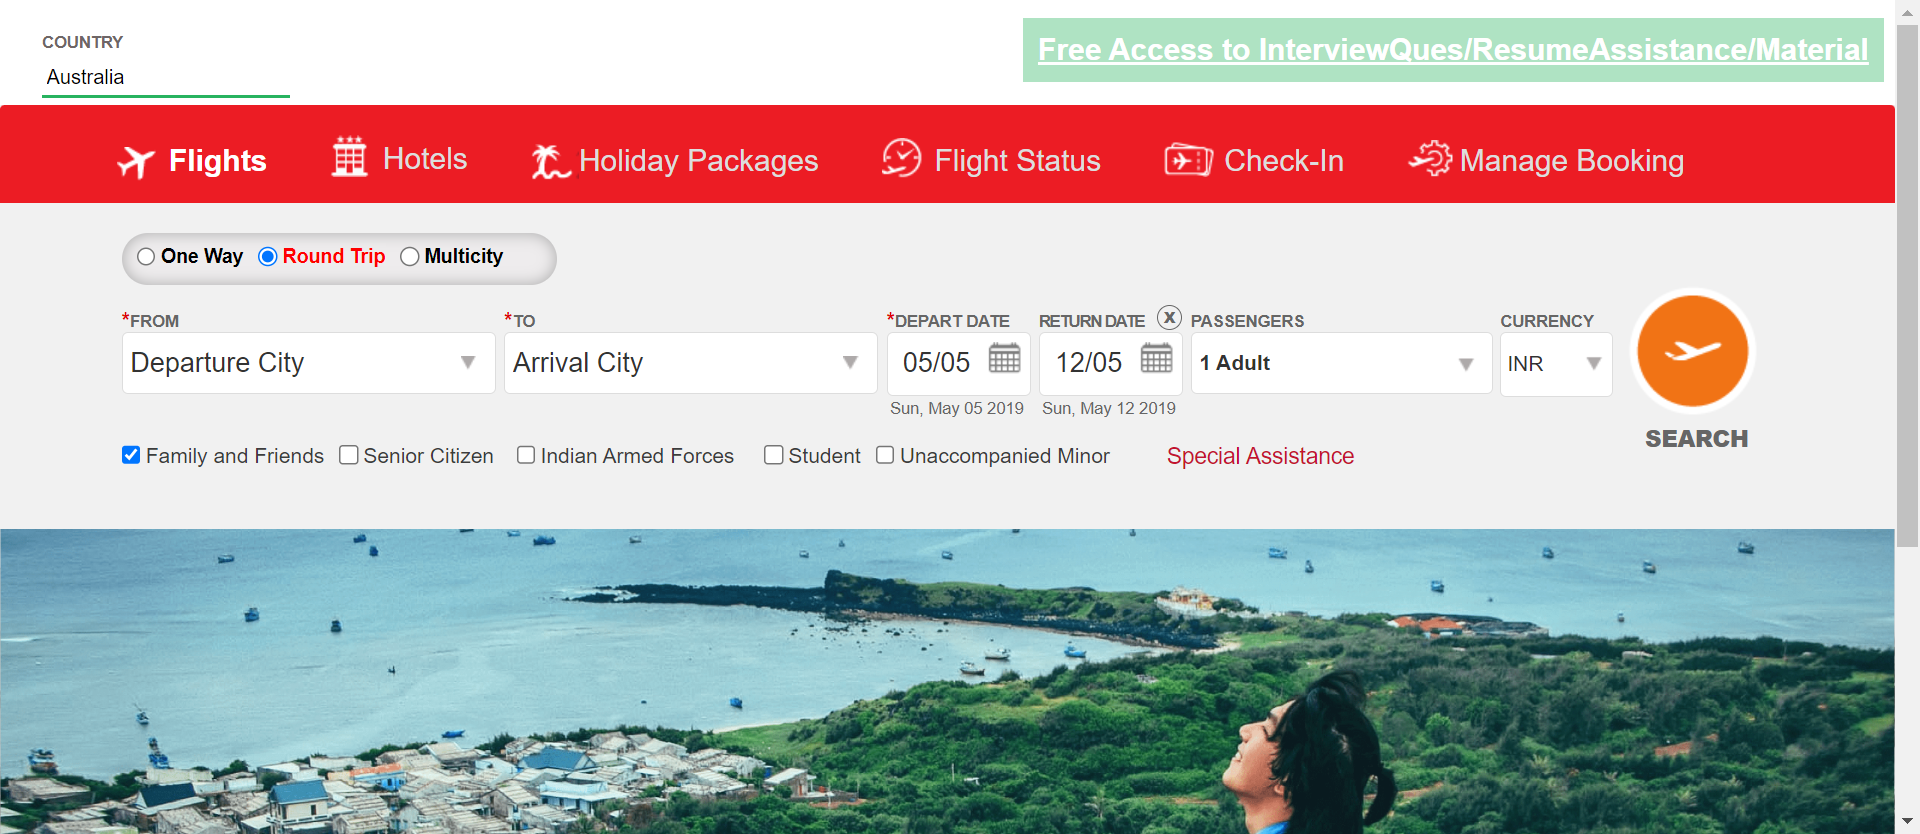 COUNTRY
Australia
Free Access to InterviewQues/ResumeAssistance/Material
Flights
Hotels
Holiday Packages
Flight Status
Check-In
Manage Booking
One Way
Round Trip
Multicity
*FROM
*TO
*DEPART DATE
RETURN DATE
X
PASSENGERS
CURRENCY
Departure City
Arrival City
05/05
12/05
1 Adult
INR
Sun, May 05 2019
Sun, May 12 2019
SEARCH
Family and Friends
Senior Citizen
Indian Armed Forces
Student
Unaccompanied Minor
Special Assistance